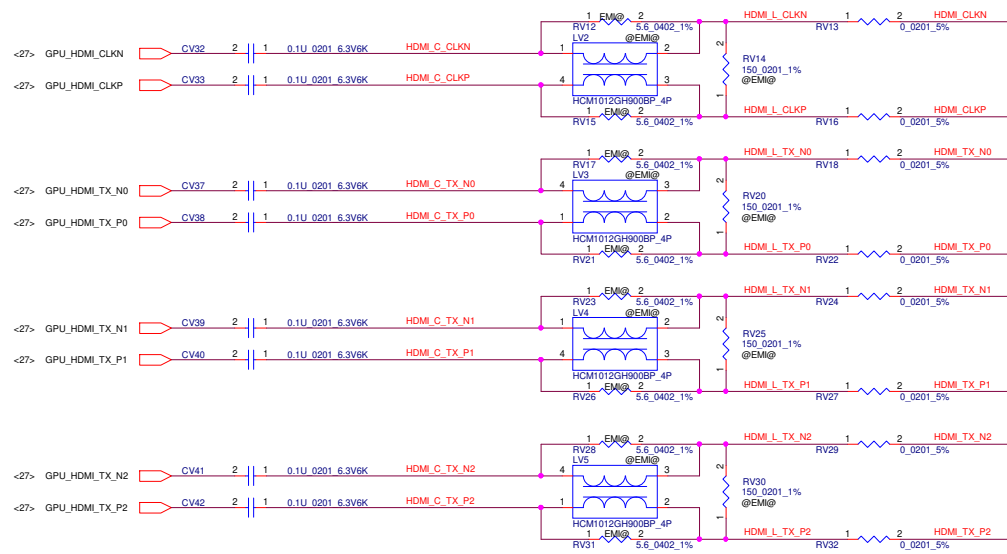 1 EMI@ 2 HDMI_L_CLKN 1 2 HDMI_CLKN
RV12 5.6_0402_1% RV13 0_0201_5%
LV2 @EMI@
<27> GPU_HDMI_CLKN CV32 2 1 0.1U_0201_6.3V6K HDMI_C_CLKN 1 2
2 RV14
150_0201_1%
<27> GPU_HDMI_CLKP CV33 2 1 0.1U_0201_6.3V6K HDMI_C_CLKP 4 3 @EMI@
1
HCM1012GH900BP_4P
1 EMI@ 2 HDMI_L_CLKP 1 2 HDMI_CLKP
RV15 5.6_0402_1% RV16 0_0201_5%
1 EMI@ 2 HDMI_L_TX_N0 1 2 HDMI_TX_N0
RV17 5.6_0402_1% RV18 0_0201_5%
LV3 @EMI@
<27> GPU_HDMI_TX_N0 CV37 2 1 0.1U_0201_6.3V6K HDMI_C_TX_N0 4 3
2 RV20
150_0201_1%
<27> GPU_HDMI_TX_P0 CV38 2 1 0.1U_0201_6.3V6K HDMI_C_TX_P0 1 2 @EMI@
1
HCM1012GH900BP_4P
1 EMI@ 2 HDMI_L_TX_P0 1 2 HDMI_TX_P0
RV21 5.6_0402_1% RV22 0_0201_5%
1 EMI@ 2 HDMI_L_TX_N1 1 2 HDMI_TX_N1
RV23 5.6_0402_1% RV24 0_0201_5%
LV4 @EMI@
<27> GPU_HDMI_TX_N1 CV39 2 1 0.1U_0201_6.3V6K HDMI_C_TX_N1 1 2
2 RV25
150_0201_1%
<27> GPU_HDMI_TX_P1 CV40 2 1 0.1U_0201_6.3V6K HDMI_C_TX_P1 4 3 @EMI@
1
HCM1012GH900BP_4P
1 EMI@ 2 HDMI_L_TX_P1 1 2 HDMI_TX_P1
RV26 5.6_0402_1% RV27 0_0201_5%
1 EMI@ 2 HDMI_L_TX_N2 1 2 HDMI_TX_N2
RV28 5.6_0402_1% RV29 0_0201_5%
LV5 @EMI@
<27> GPU_HDMI_TX_N2 CV41 2 1 0.1U_0201_6.3V6K HDMI_C_TX_N2 4 3
2 RV30
150_0201_1%
<27> GPU_HDMI_TX_P2 CV42 2 1 0.1U_0201_6.3V6K HDMI_C_TX_P2 1 2 @EMI@
1
HCM1012GH900BP_4P
1 EMI@ 2 HDMI_L_TX_P2 1 2 HDMI_TX_P2
RV31 5.6_0402_1% RV32 0_0201_5%